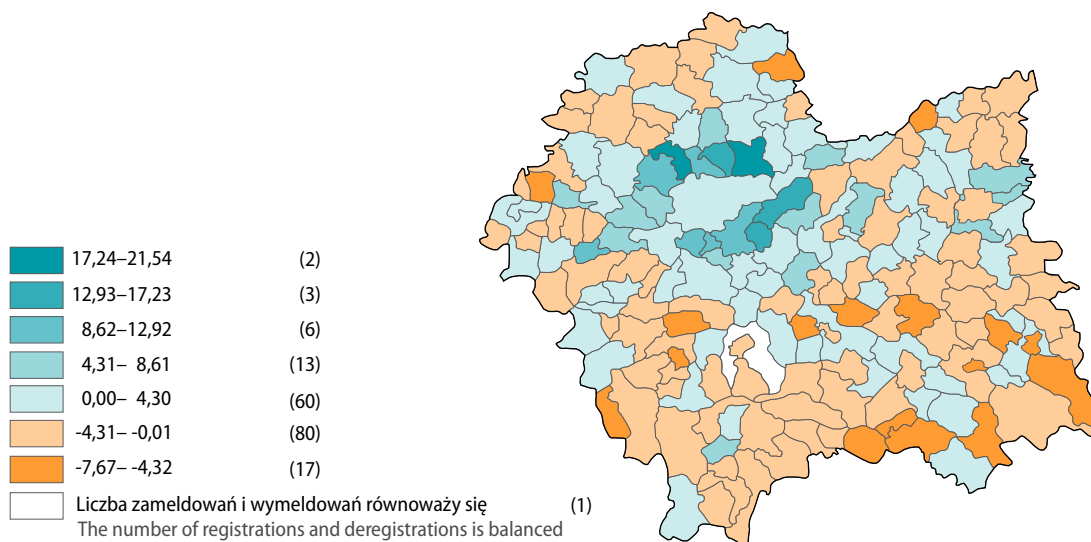 17,24–21,54 (2)
12,93–17,23 (3)
8,62–12,92 (6)
4,31– 8,61 (13)
0,00– 4,30 (60)
-4,31– -0,01 (80)
-7,67– -4,32 (17)
Liczba zameldowań i wymeldowań równoważy się (1)
The number of registrations and deregistrations is balanced